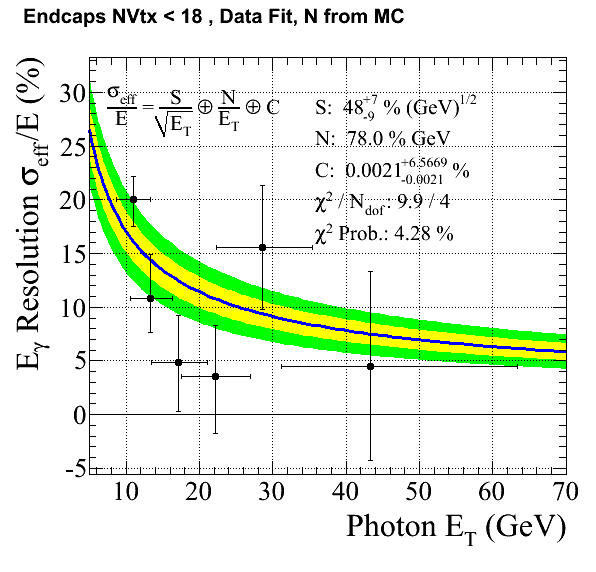 Endcaps NVtx < 18 , Data Fit, N from MC
σeff/E = S/√ET ⊕ N/ET ⊕ C
S: 48 +7 -9 % (GeV)1/2
N: 78.0 % GeV
C: 0.0021 +6.5669 -0.0021 %
χ2 / Ndof: 9.9 / 4
χ2 Prob.: 4.28 %
Eγ Resolution σeff/E (%)
30
25
20
15
10
5
0
-5
10 20 30 40 50 60 70
Photon ET (GeV)